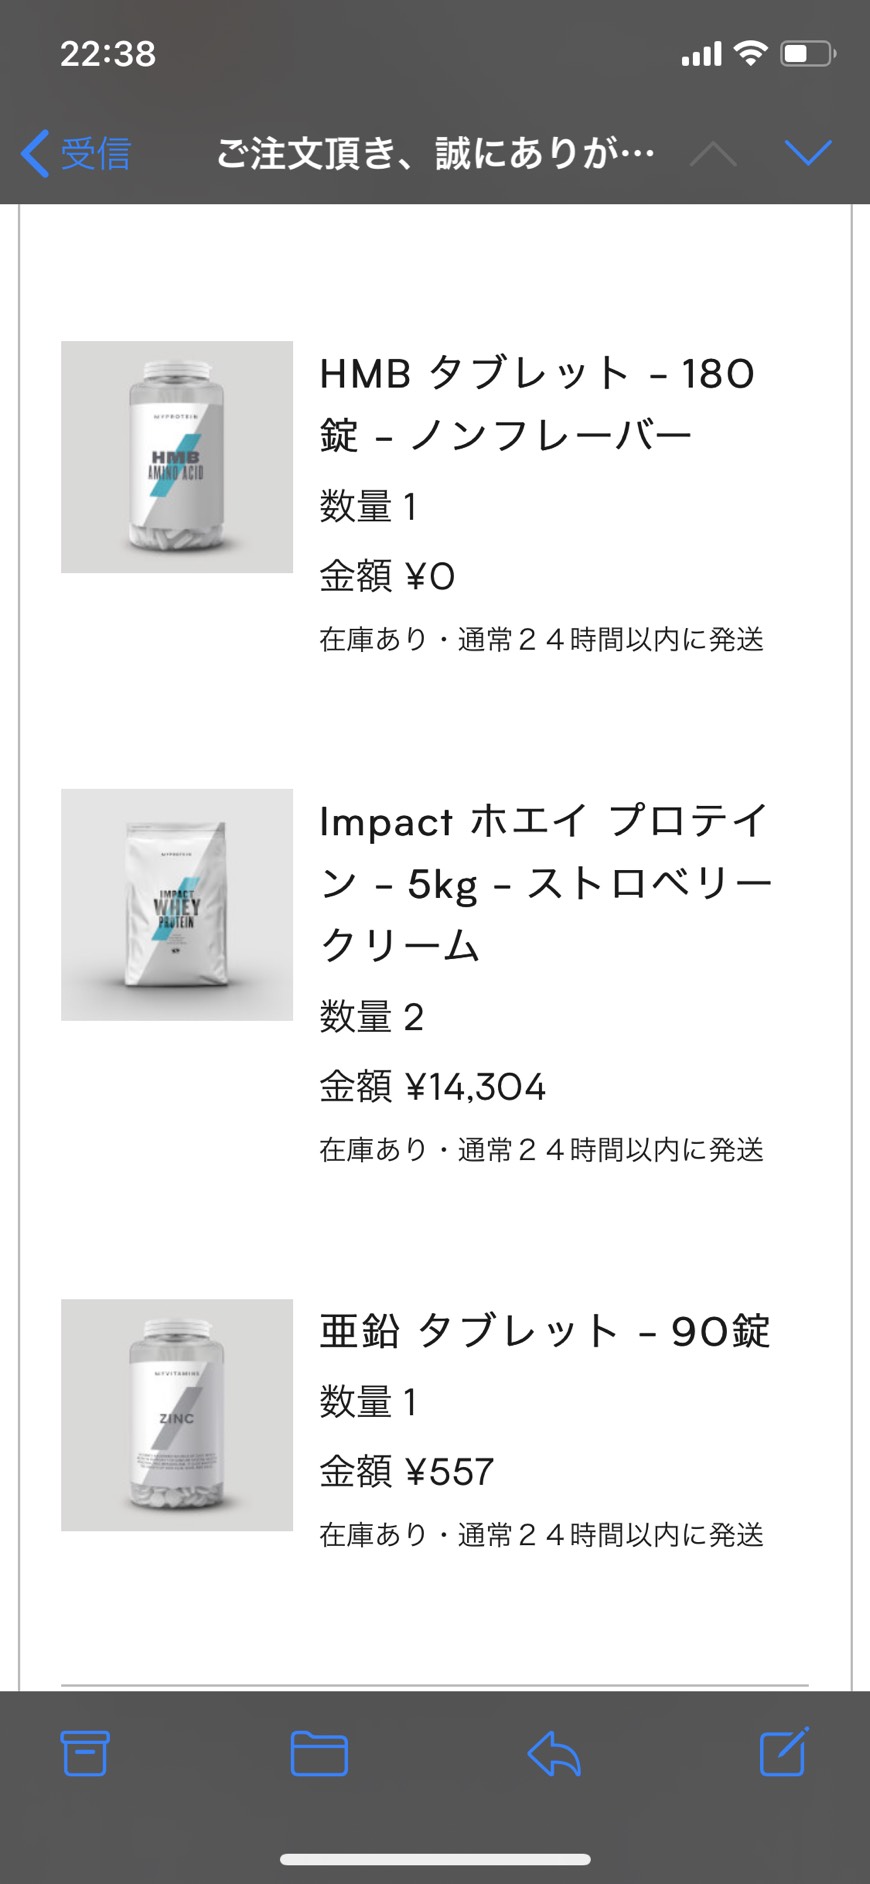 22:38
受信
ご注文頂き、誠にありが…
MYPROTEIN
HMB
AMINO ACID
HMB タブレット - 180
錠 - ノンフレーバー
数量 1
金額 ¥0
在庫あり・通常２４時間以内に発送
MYPROTEIN
IMPACT
WHEY
PROTEIN
Impact ホエイ プロテイ
ン - 5kg - ストロベリー
クリーム
数量 2
金額 ¥14,304
在庫あり・通常２４時間以内に発送
MYVITAMINS
ZINC
亜鉛 タブレット - 90錠
数量 1
金額 ¥557
在庫あり・通常２４時間以内に発送